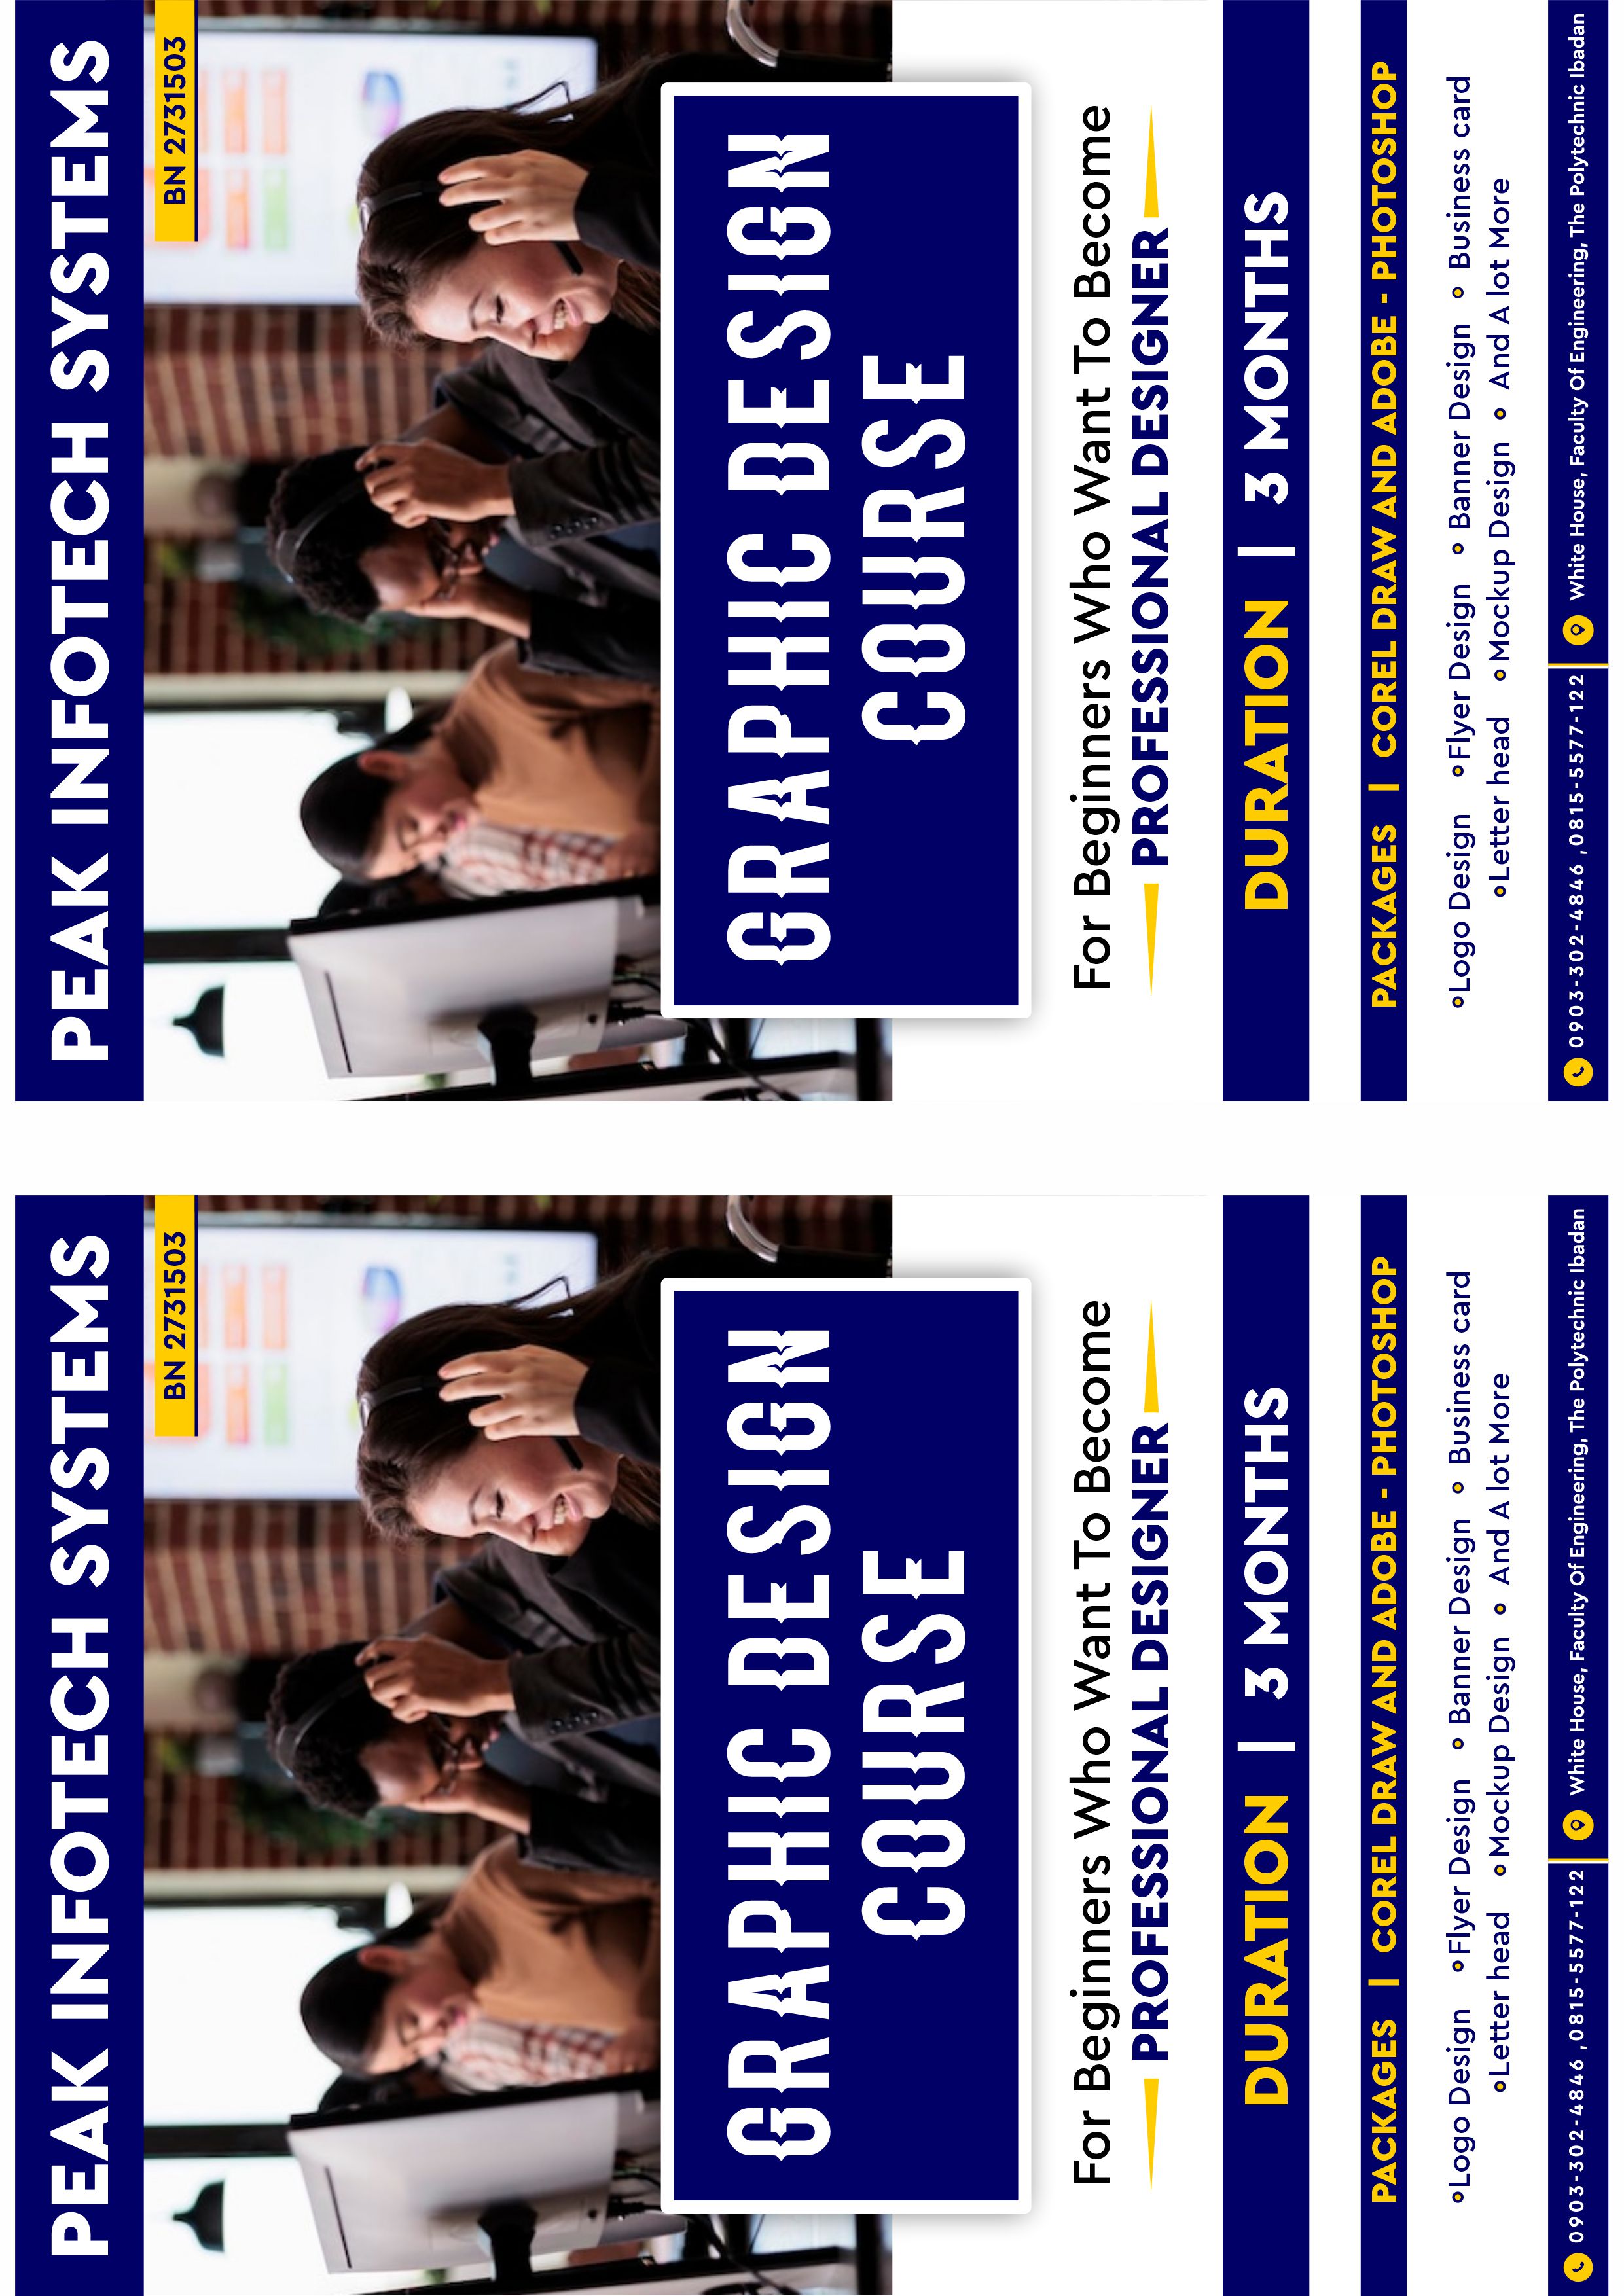 PEAK INFOTECH SYSTEMS
BN 2731503
GRAPHIC DESIGN
COURSE
For Beginners Who Want To Become
PROFESSIONAL DESIGNER
DURATION | 3 MONTHS
PACKAGES | COREL DRAW AND ADOBE - PHOTOSHOP
•Logo Design •Flyer Design • Banner Design • Business card
•Letter head •Mockup Design • And A lot More
0903-302-4846 ,0815-5577-122 White House, Faculty Of Engineering, The Polytechnic Ibadan
PEAK INFOTECH SYSTEMS
BN 2731503
GRAPHIC DESIGN
COURSE
For Beginners Who Want To Become
PROFESSIONAL DESIGNER
DURATION | 3 MONTHS
PACKAGES | COREL DRAW AND ADOBE - PHOTOSHOP
•Logo Design •Flyer Design • Banner Design • Business card
•Letter head •Mockup Design • And A lot More
0903-302-4846 ,0815-5577-122 White House, Faculty Of Engineering, The Polytechnic Ibadan